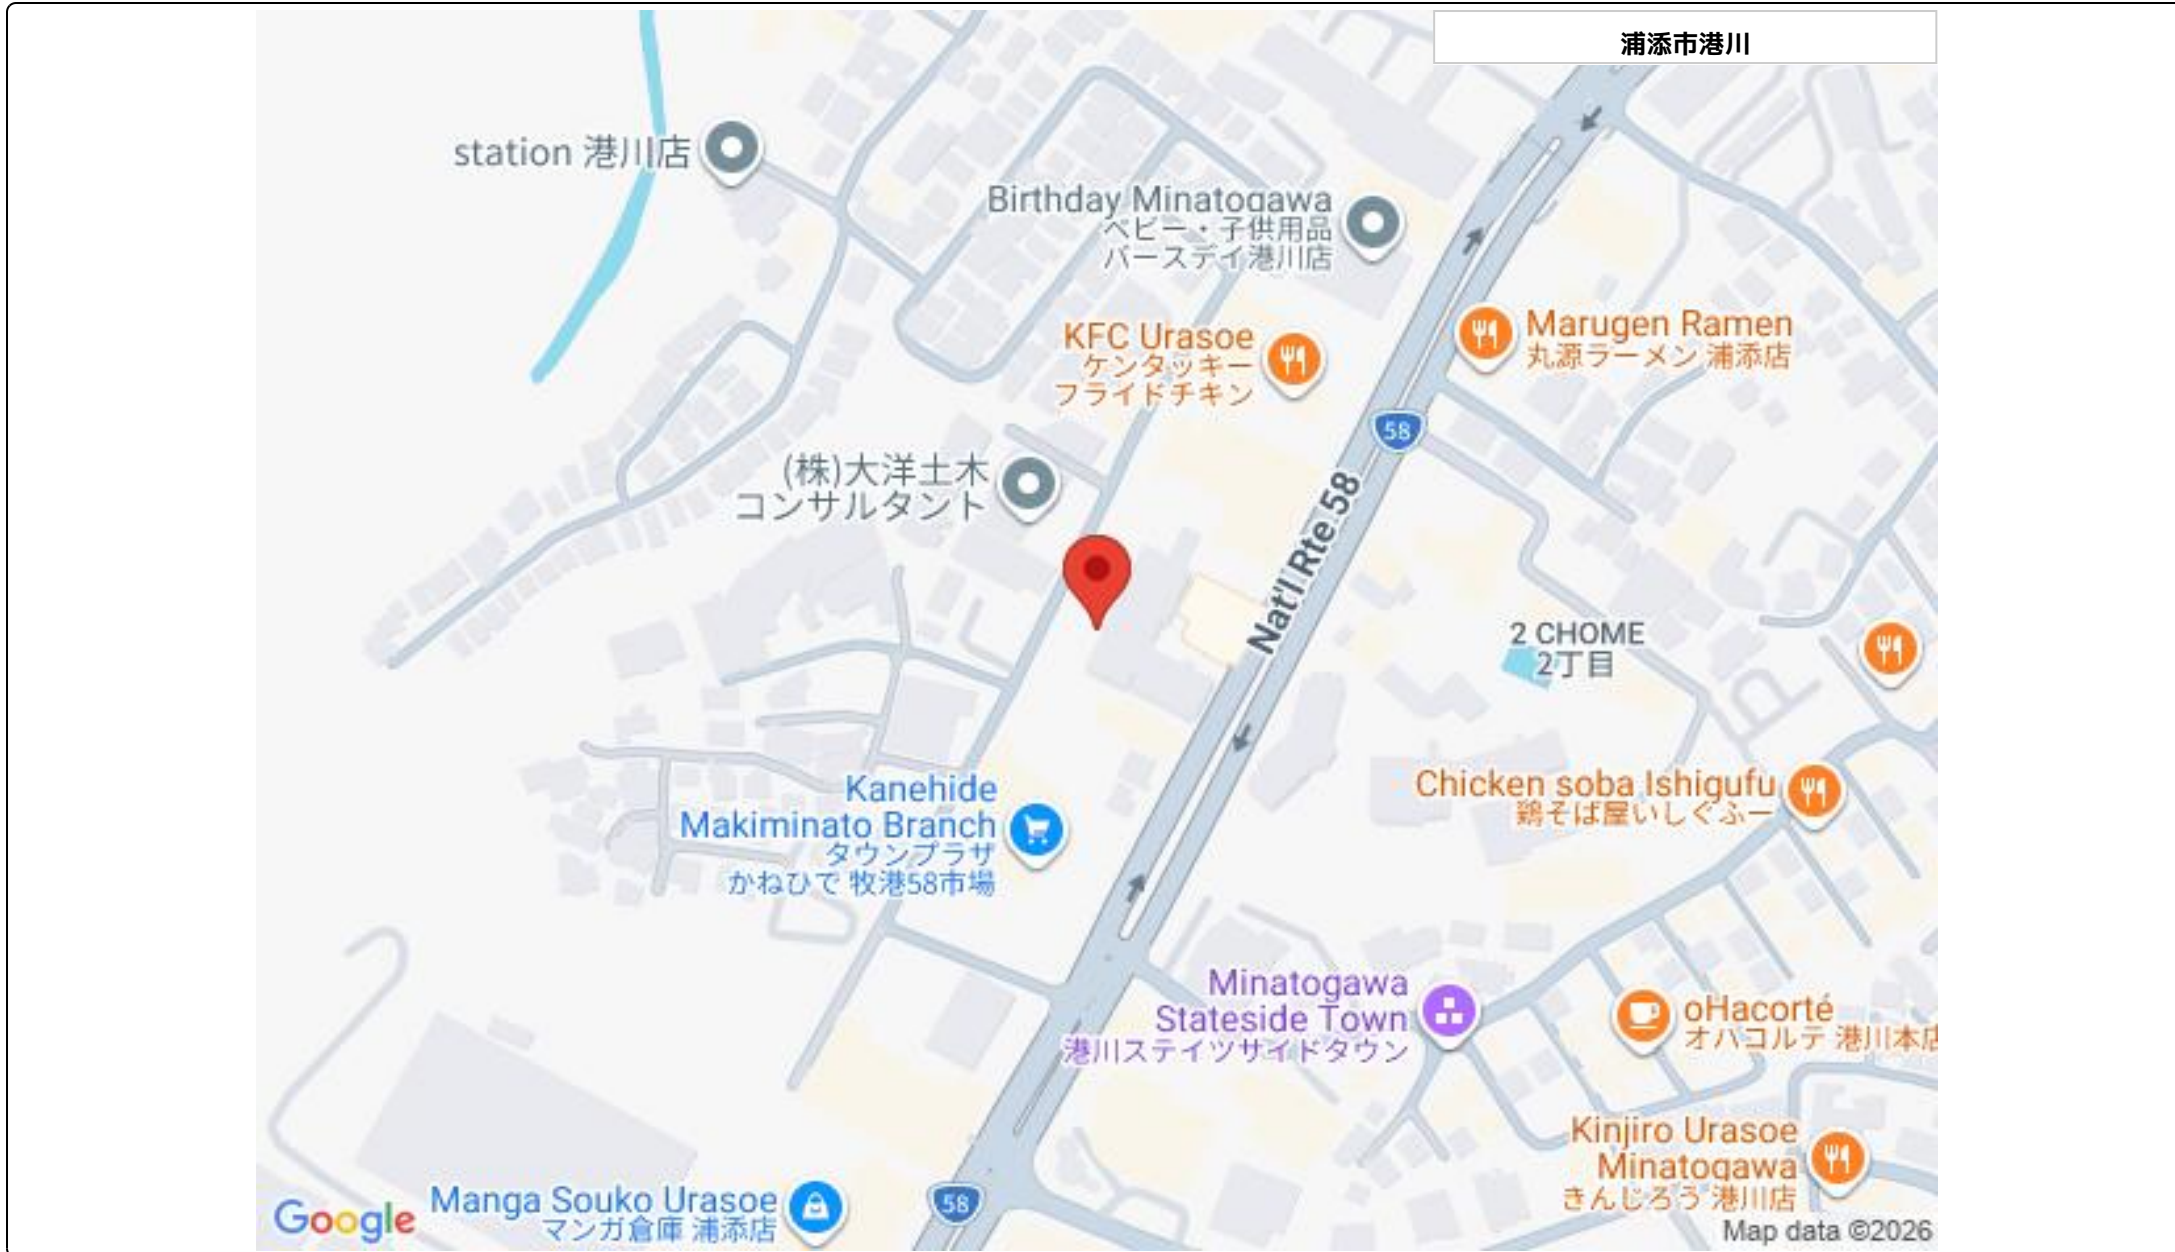 浦添市港川
station 港川店
Birthday Minatogawa
ベビー・子供用品
バースデイ港川店
KFC Urasoe
ケンタッキー
フライドチキン
Marugen Ramen
丸源ラーメン 浦添店
58
(株)大洋土木
コンサルタント
Nat'l Rte 58
2 CHOME
2丁目
Kanehide
Makiminato Branch
タウンプラザ
かねひで 牧港58市場
Chicken soba Ishigufu
鶏そば屋いしぐふー
Minatogawa
Stateside Town
港川ステイツサイドタウン
oHacorté
オハコルテ 港川本店
Kinjiro Urasoe
Minatogawa
きんじろう 港川店
Manga Souko Urasoe
マンガ倉庫 浦添店
58
Google
Map data ©2026